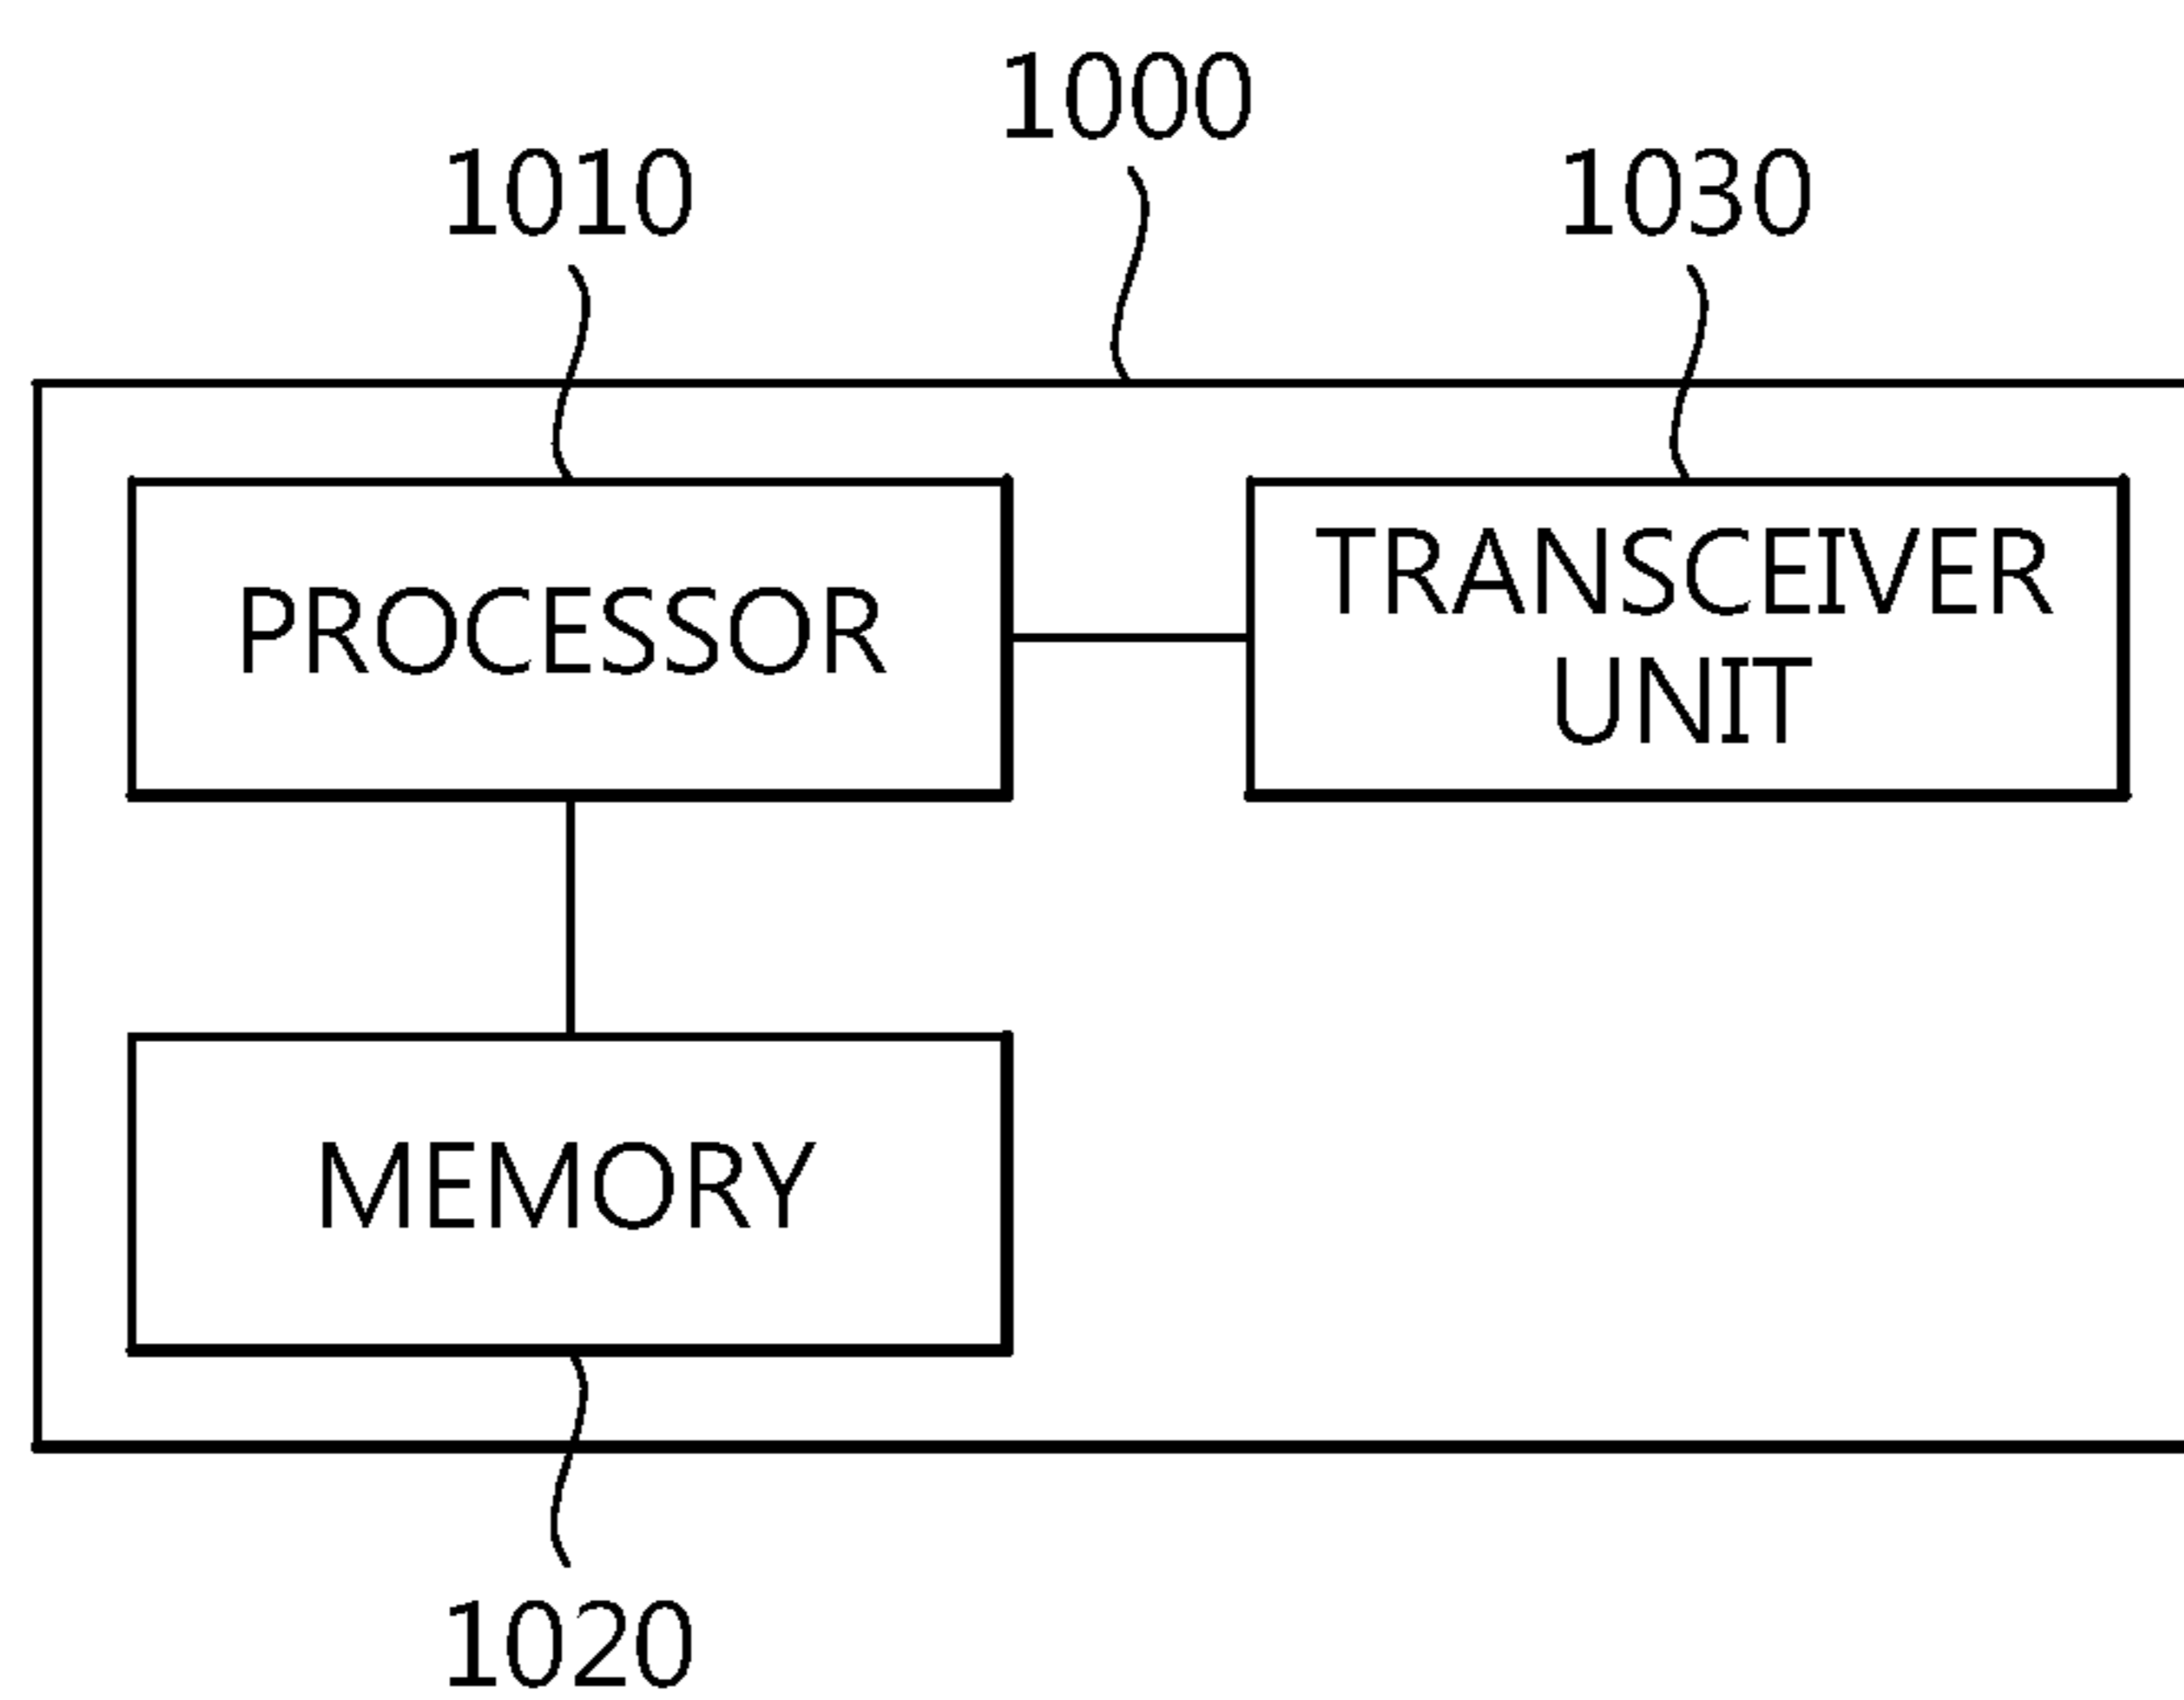 1000
1010
1030
PROCESSOR
TRANSCEIVER
UNIT
MEMORY
1020